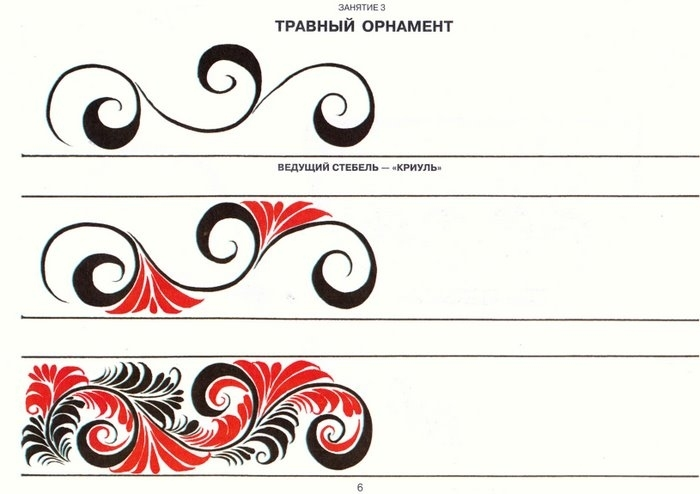 ЗАНЯТИЕ 3
ТРАВНЫЙ ОРНАМЕНТ
ВЕДУЩИЙ СТЕБЕЛЬ — «КРИУЛЬ»
6